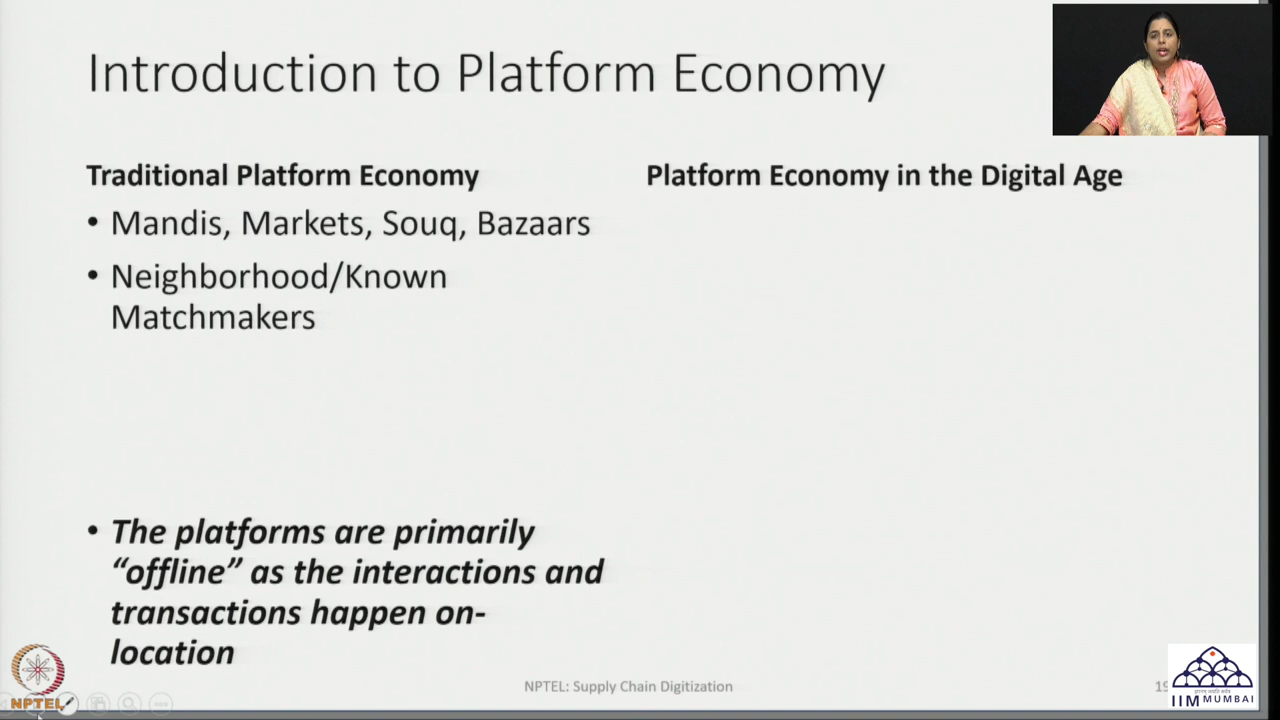 Introduction to Platform Economy
Traditional Platform Economy
• Mandis, Markets, Souq, Bazaars
• Neighborhood/Known
Matchmakers
• The platforms are primarily
“offline” as the interactions and
transactions happen on-
location
Platform Economy in the Digital Age
NPTEL
NPTEL: Supply Chain Digitization
19
IIM MUMBAI